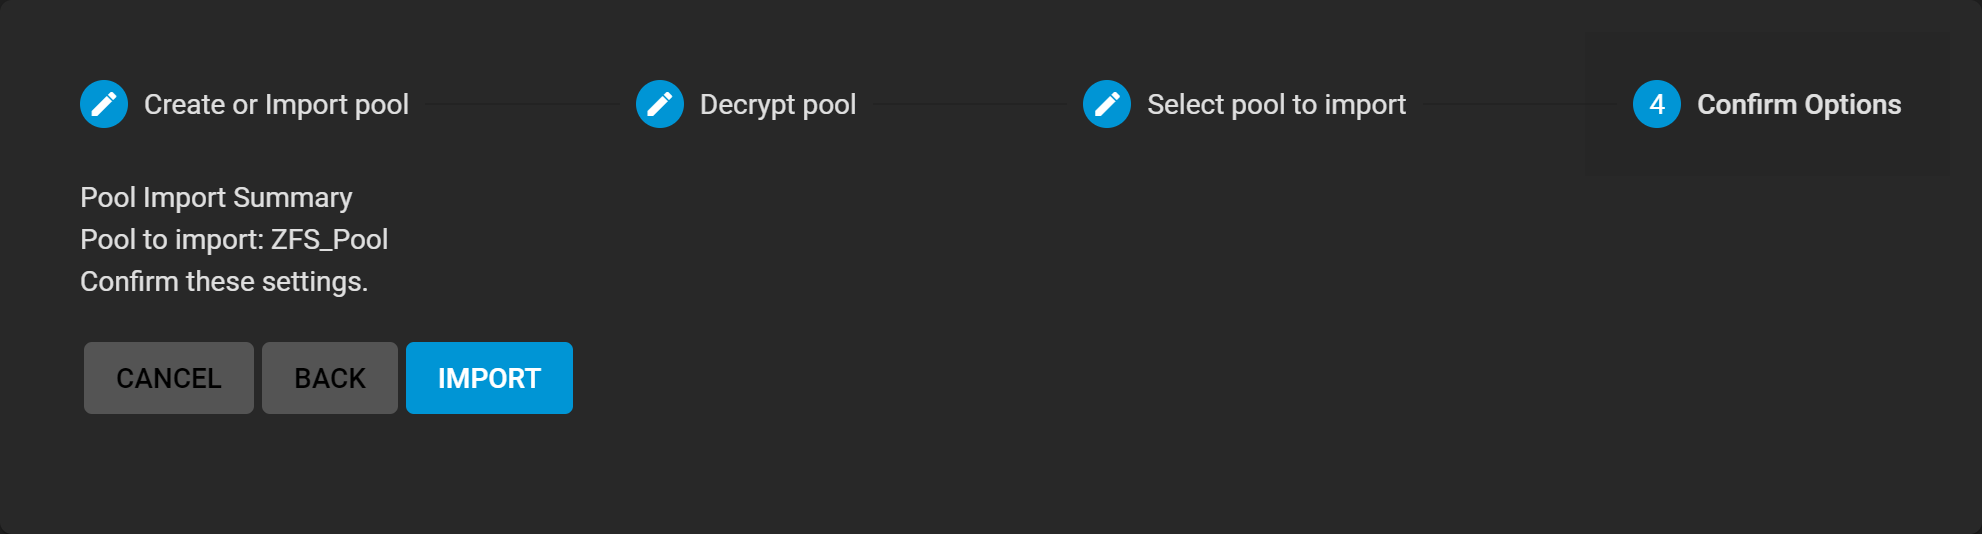 Create or Import pool
Decrypt pool
Select pool to import
4 Confirm Options
Pool Import Summary
Pool to import: ZFS_Pool
Confirm these settings.
CANCEL BACK IMPORT